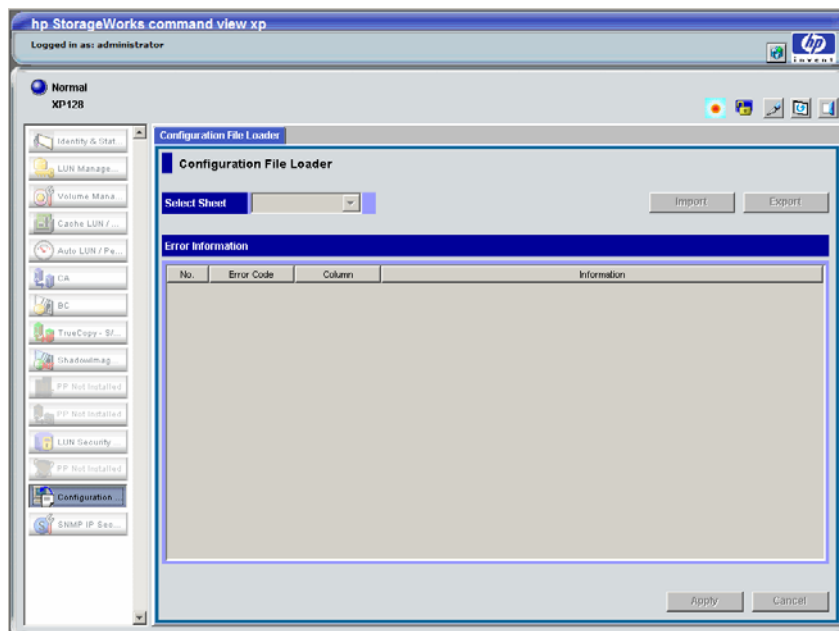 hp StorageWorks command view xp
Logged in as: administrator
hp
invent
Normal
XP128
Identity & Stat...
LUN Manage...
Volume Mana...
Cache LUN / ...
Auto LUN / Pe...
CA
BC
TrueCopy - S/...
ShadowImag...
PP Not Installed
PP Not Installed
LUN Security ...
PP Not Installed
Configuration ...
SNMP IP Sec...
Configuration File Loader
Configuration File Loader
Select Sheet
Import
Export
Error Information
No.
Error Code
Column
Information
Apply
Cancel